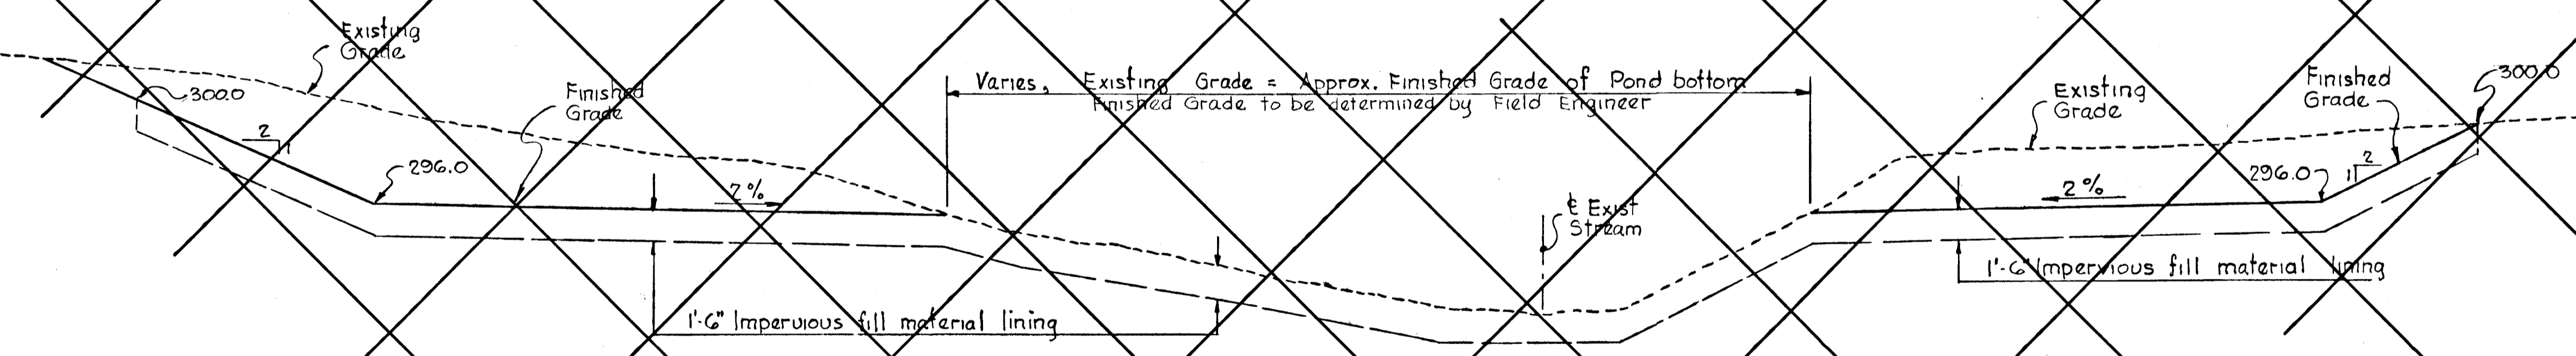 Existing
Grade
300.0
Finished
Grade
2
1
296.0
2%
Varies, Existing Grade = Approx. Finished Grade of Pond bottom
Finished Grade to be determined by Field Engineer
℄ Exist
Stream
1'-6" Impervious fill material lining
Existing
Grade
Finished
Grade
300.0
296.0
2
1
2%
1'-6" Impervious fill material lining